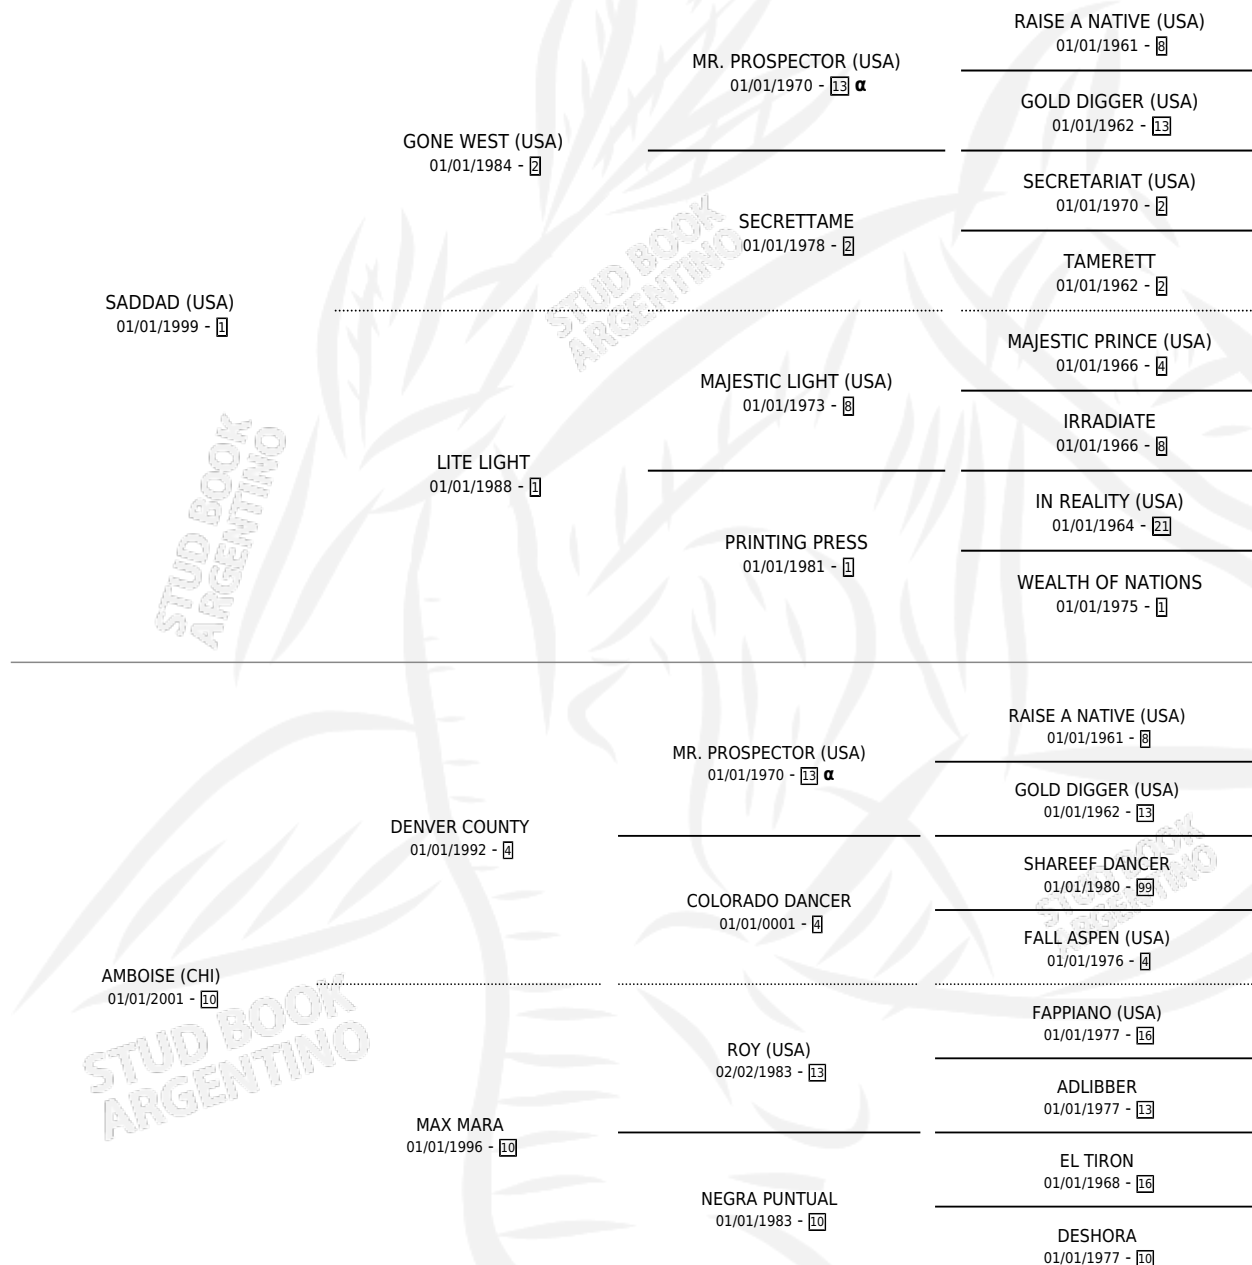 RAISE A NATIVE (USA)
01/01/1961 - 8
MR. PROSPECTOR (USA)
01/01/1970 - 13 α
GOLD DIGGER (USA)
01/01/1962 - 13
GONE WEST (USA)
01/01/1984 - 2
SECRETARIAT (USA)
01/01/1970 - 2
SECRETTAME
01/01/1978 - 2
TAMERETT
01/01/1962 - 2
SADDAD (USA)
01/01/1999 - 1
MAJESTIC PRINCE (USA)
01/01/1966 - 4
MAJESTIC LIGHT (USA)
01/01/1973 - 8
IRRADIATE
01/01/1966 - 8
LITE LIGHT
01/01/1988 - 1
IN REALITY (USA)
01/01/1964 - 21
PRINTING PRESS
01/01/1981 - 1
WEALTH OF NATIONS
01/01/1975 - 1
RAISE A NATIVE (USA)
01/01/1961 - 8
MR. PROSPECTOR (USA)
01/01/1970 - 13 α
GOLD DIGGER (USA)
01/01/1962 - 13
DENVER COUNTY
01/01/1992 - 4
SHAREEF DANCER
01/01/1980 - 99
COLORADO DANCER
01/01/0001 - 4
FALL ASPEN (USA)
01/01/1976 - 4
AMBOISE (CHI)
01/01/2001 - 10
FAPPIANO (USA)
01/01/1977 - 16
ROY (USA)
02/02/1983 - 13
ADLIBBER
01/01/1977 - 13
MAX MARA
01/01/1996 - 10
EL TIRON
01/01/1968 - 16
NEGRA PUNTUAL
01/01/1983 - 10
DESHORA
01/01/1977 - 10
STUD BOOK
ARGENTINO
STUD BOOK
ARGENTINO
STUD BOOK
ARGENTINO
STUD BOOK
ARGENTINO